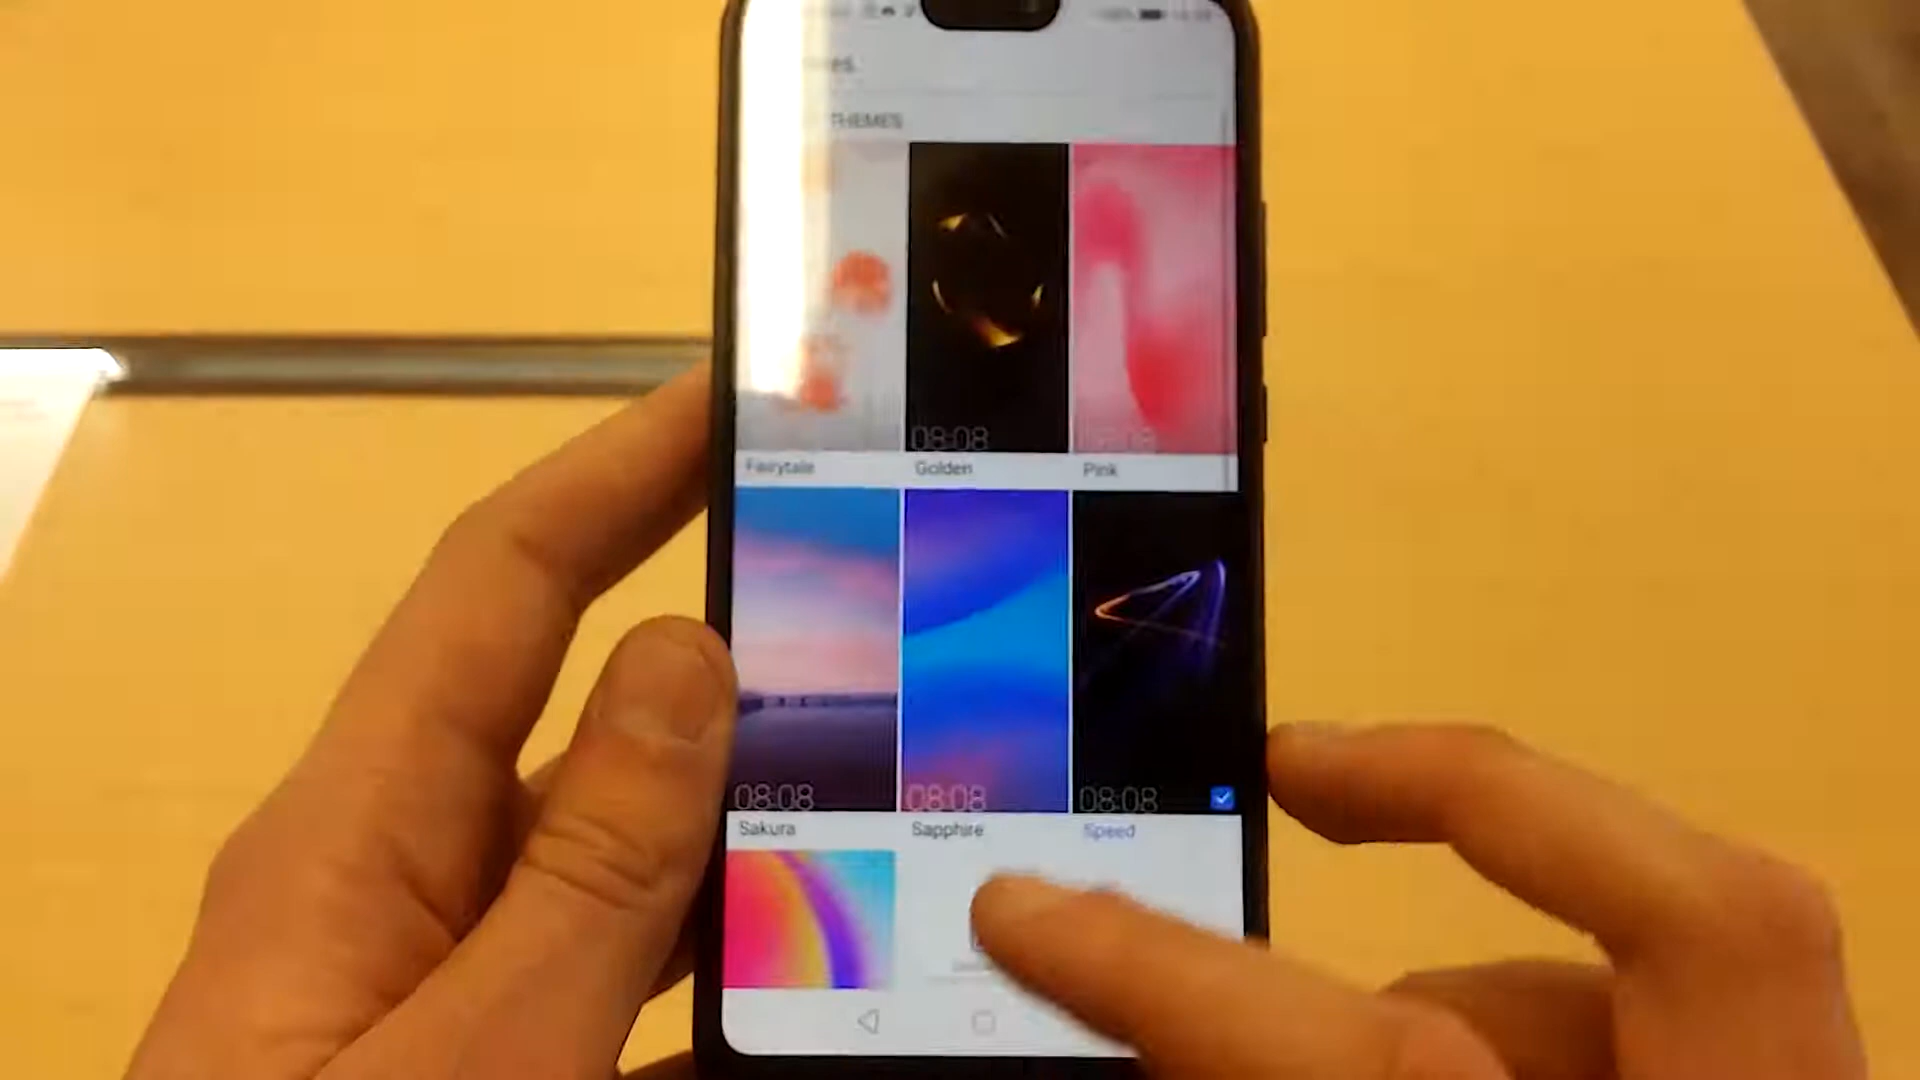 THEMES
08:08
Fairytale Golden Pink
08:08 08:08 08:08
Sakura Sapphire Speed